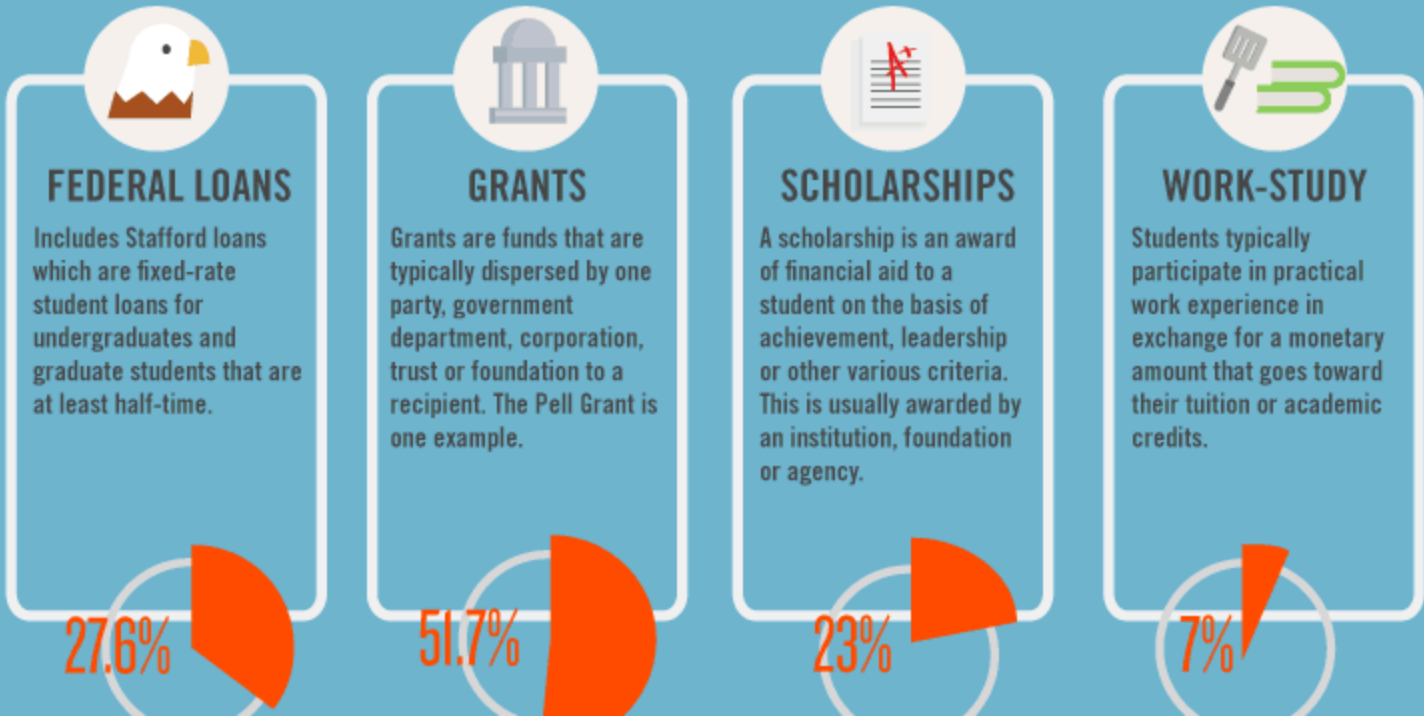 FEDERAL LOANS
Includes Stafford loans
which are fixed-rate
student loans for
undergraduates and
graduate students that are
at least half-time.
27.6%
GRANTS
Grants are funds that are
typically dispersed by one
party, government
department, corporation,
trust or foundation to a
recipient. The Pell Grant is
one example.
51.7%
A+
SCHOLARSHIPS
A scholarship is an award
of financial aid to a
student on the basis of
achievement, leadership
or other various criteria.
This is usually awarded by
an institution, foundation
or agency.
23%
WORK-STUDY
Students typically
participate in practical
work experience in
exchange for a monetary
amount that goes toward
their tuition or academic
credits.
7%